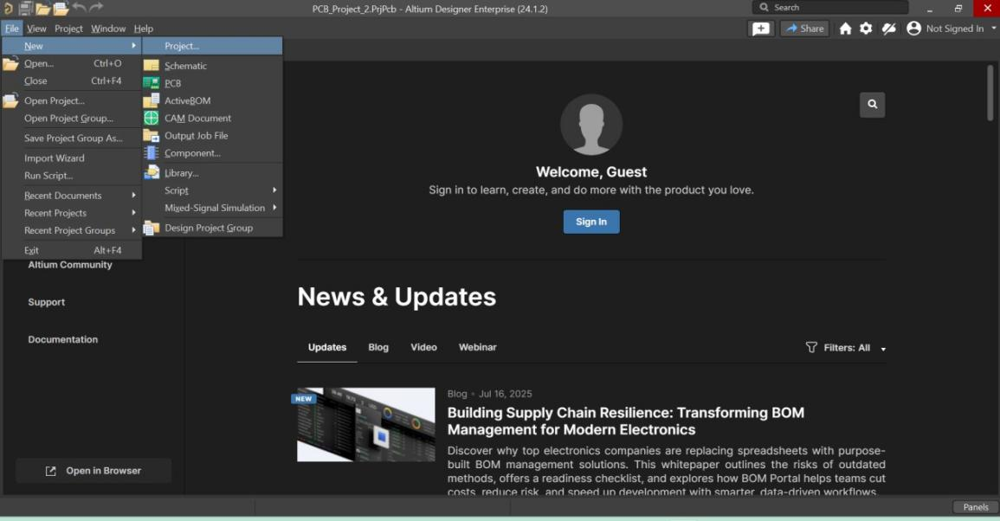 PCB_Project_2.PrjPcb - Altium Designer Enterprise (24.1.2)
Search
File View Project Window Help
Share
Not Signed In
New
Open... Ctrl+O
Close Ctrl+F4
Open Project...
Open Project Group...
Save Project Group As...
Import Wizard
Run Script...
Recent Documents
Recent Projects
Recent Project Groups
Exit Alt+F4
Project...
Schematic
PCB
ActiveBOM
CAM Document
Output Job File
Component...
Library...
Script
Mixed-Signal Simulation
Design Project Group
Altium Community
Support
Documentation
Open in Browser
Welcome, Guest
Sign in to learn, create, and do more with the product you love.
Sign In
News & Updates
Updates Blog Video Webinar
Filters: All
NEW
Blog • Jul 16, 2025
Building Supply Chain Resilience: Transforming BOM
Management for Modern Electronics
Discover why top electronics companies are replacing spreadsheets with purpose-
built BOM management solutions. This whitepaper outlines the risks of outdated
methods, offers a readiness checklist, and explores how BOM Portal helps teams cut
costs, reduce risk, and speed up development with smarter, data-driven workflows.
Panels